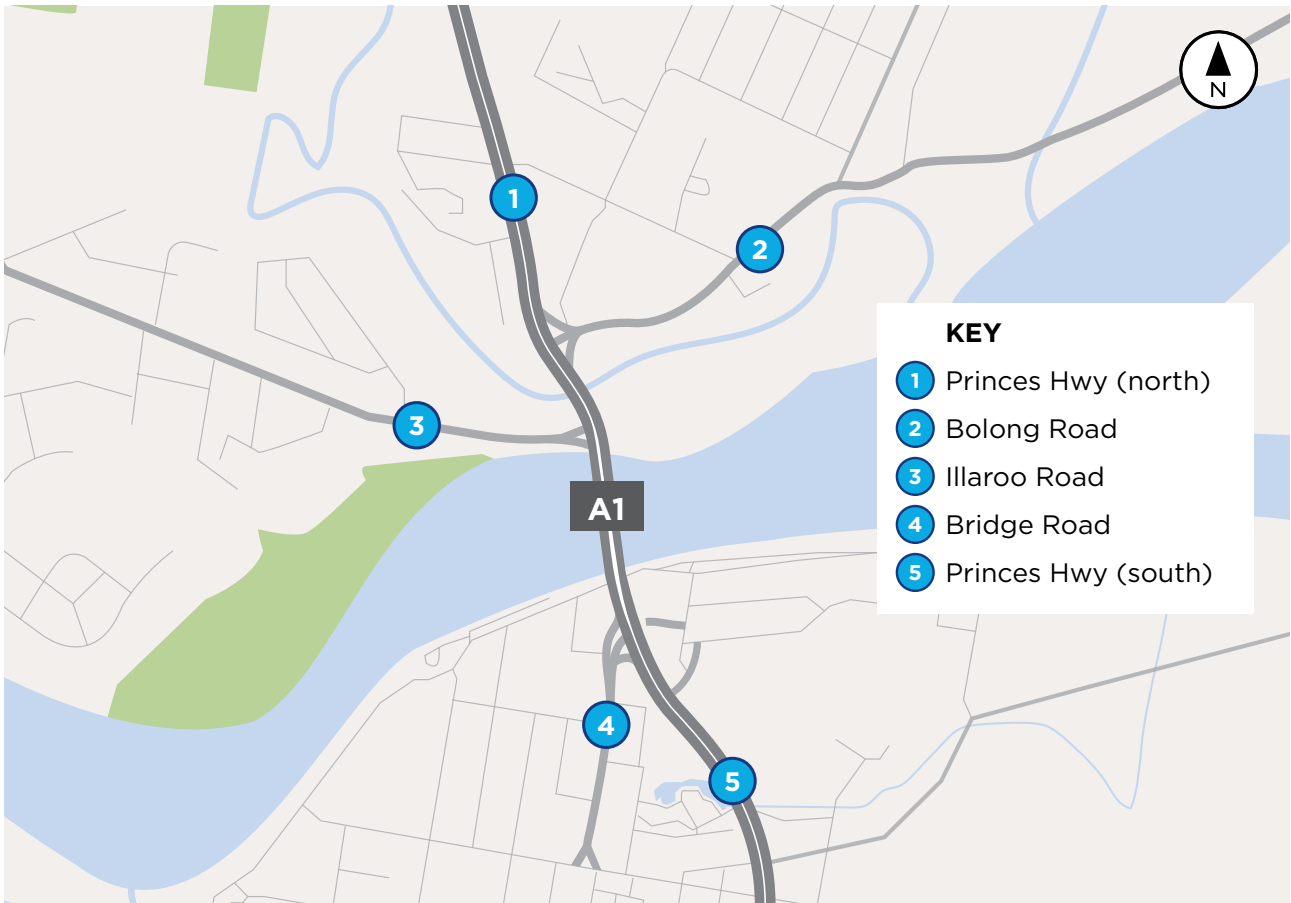 N
1
2
3
A1
4
5
KEY
1 Princes Hwy (north)
2 Bolong Road
3 Illaroo Road
4 Bridge Road
5 Princes Hwy (south)